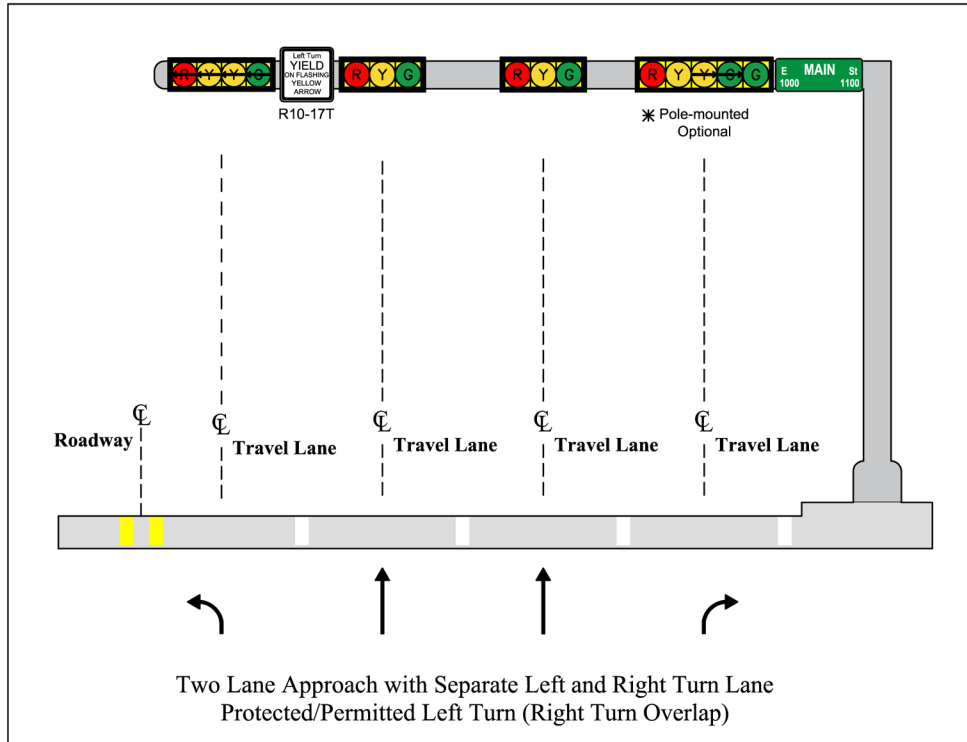 R Y Y G
Left Turn
YIELD
ON FLASHING
YELLOW
ARROW
R Y G
R Y G
R Y Y G G
E MAIN St
1000 1100
R10-17T
* Pole-mounted
Optional
℄
Roadway
℄
Travel Lane
℄
Travel Lane
℄
Travel Lane
℄
Travel Lane
Two Lane Approach with Separate Left and Right Turn Lane
Protected/Permitted Left Turn (Right Turn Overlap)